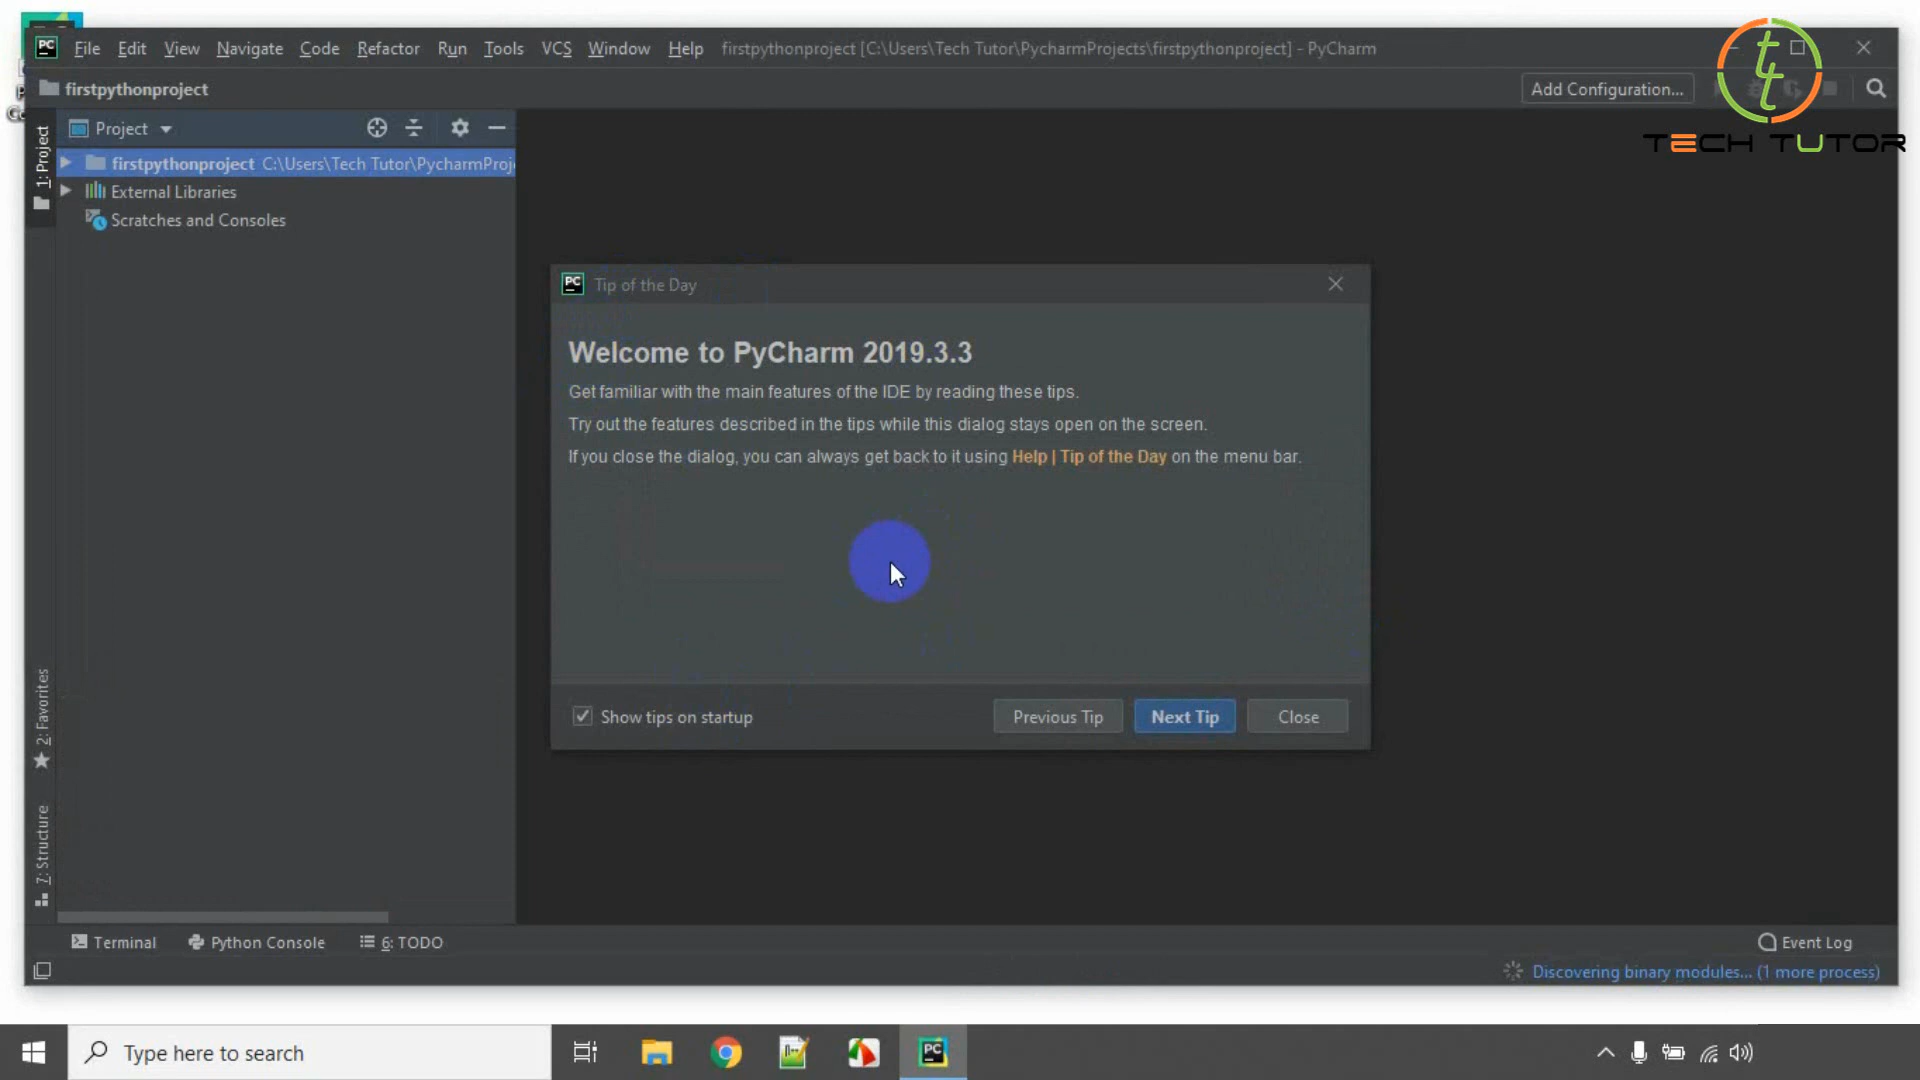 File Edit View Navigate Code Refactor Run Tools VCS Window Help firstpythonproject [C:\Users\Tech Tutor\PycharmProjects\firstpythonproject] - PyCharm
firstpythonproject
Add Configuration...
TECH TUTOR
Project
1: Project
firstpythonproject C:\Users\Tech Tutor\PycharmProj
External Libraries
Scratches and Consoles
Tip of the Day
Welcome to PyCharm 2019.3.3
Get familiar with the main features of the IDE by reading these tips.
Try out the features described in the tips while this dialog stays open on the screen.
If you close the dialog, you can always get back to it using Help | Tip of the Day on the menu bar.
Show tips on startup
Previous Tip
Next Tip
Close
2: Favorites
7: Structure
Terminal
Python Console
6: TODO
Event Log
Discovering binary modules... (1 more process)
Type here to search